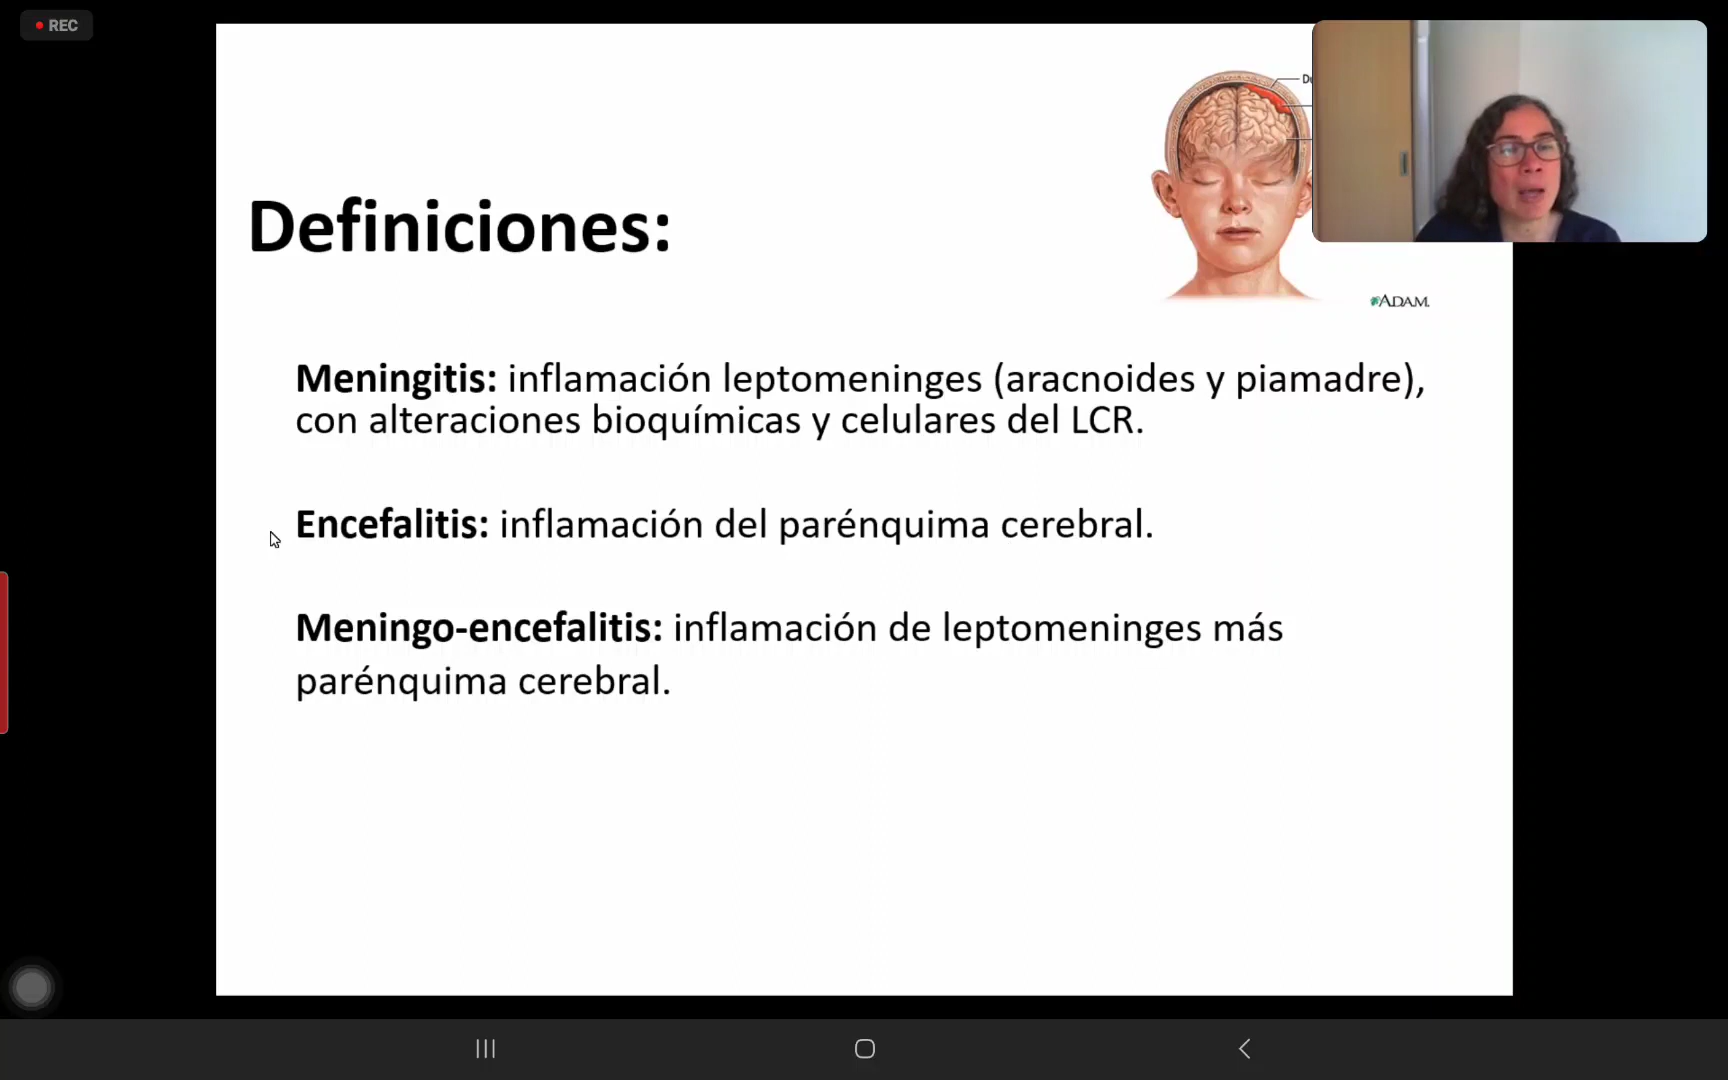 REC
Definiciones:
ADAM.
Meningitis: inflamación leptomeninges (aracnoides y piamadre),
con alteraciones bioquímicas y celulares del LCR.
Encefalitis: inflamación del parénquima cerebral.
Meningo-encefalitis: inflamación de leptomeninges más
parénquima cerebral.